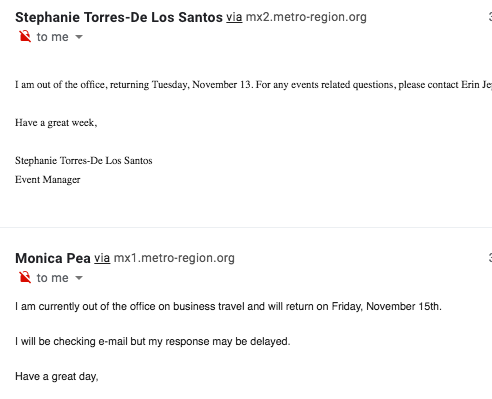 Stephanie Torres-De Los Santos via mx2.metro-region.org
to me
I am out of the office, returning Tuesday, November 13. For any events related questions, please contact Erin
Have a great week,
Stephanie Torres-De Los Santos
Event Manager
Monica Pea via mx1.metro-region.org
to me
I am currently out of the office on business travel and will return on Friday, November 15th.
I will be checking e-mail but my response may be delayed.
Have a great day,